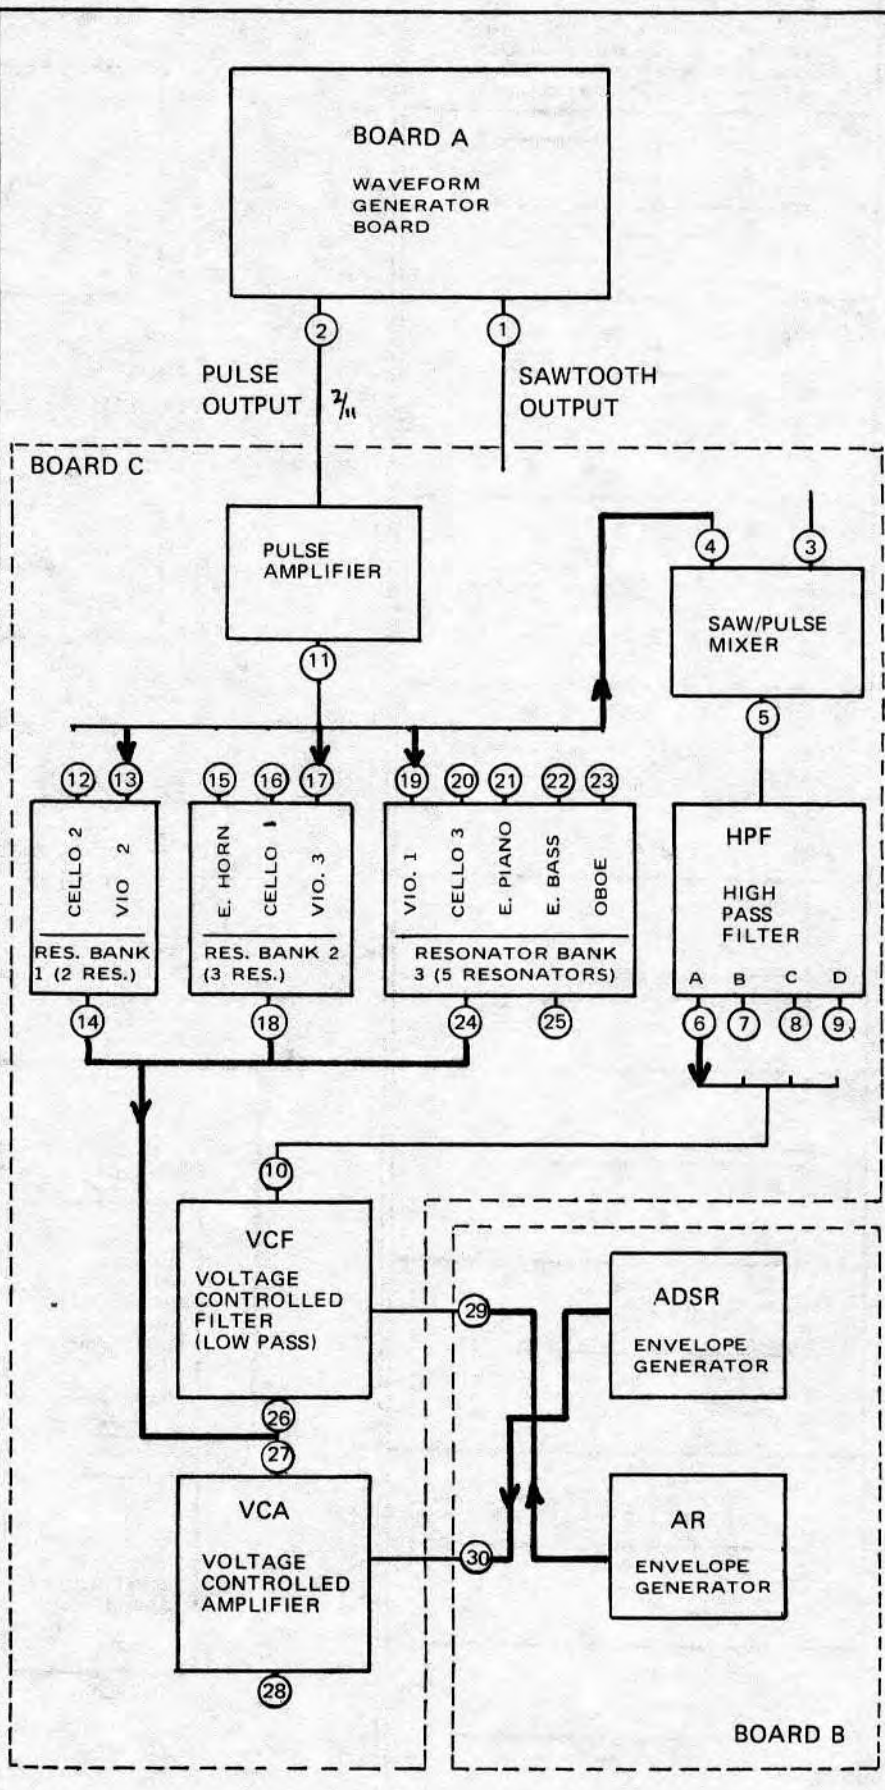 BOARD A
WAVEFORM
GENERATOR
BOARD
2
1
PULSE
OUTPUT
2/11
SAWTOOTH
OUTPUT
BOARD C
PULSE
AMPLIFIER
4
3
SAW/PULSE
MIXER
11
5
12
13
15
16
17
19
20
21
22
23
CELLO 2
VIO 2
E. HORN
CELLO 1
VIO. 3
VIO. 1
CELLO 3
E. PIANO
E. BASS
OBOE
RES. BANK
1 (2 RES.)
RES. BANK 2
(3 RES.)
RESONATOR BANK
3 (5 RESONATORS)
HPF
HIGH
PASS
FILTER
A B C D
14
18
24
25
6
7
8
9
10
VCF
VOLTAGE
CONTROLLED
FILTER
(LOW PASS)
29
ADSR
ENVELOPE
GENERATOR
26
27
VCA
VOLTAGE
CONTROLLED
AMPLIFIER
30
AR
ENVELOPE
GENERATOR
28
BOARD B